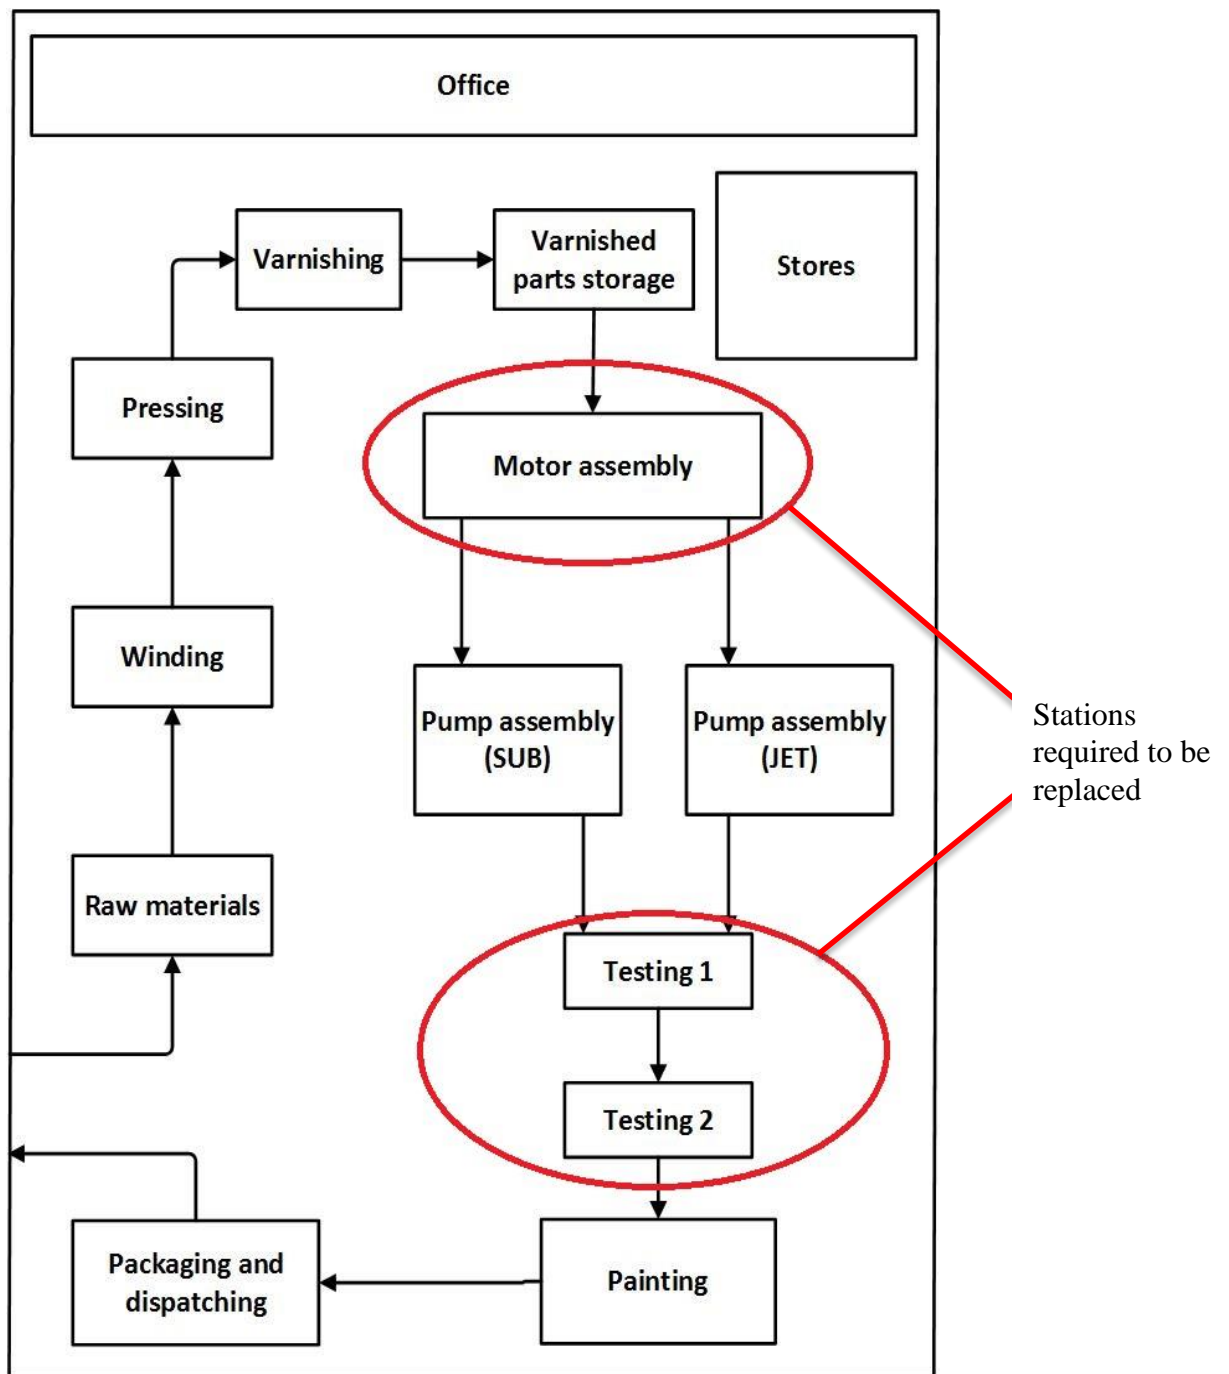 Office
Varnishing
Varnished
parts storage
Stores
Pressing
Motor assembly
Winding
Pump assembly
(SUB)
Pump assembly
(JET)
Stations
required to be
replaced
Raw materials
Testing 1
Testing 2
Packaging and
dispatching
Painting